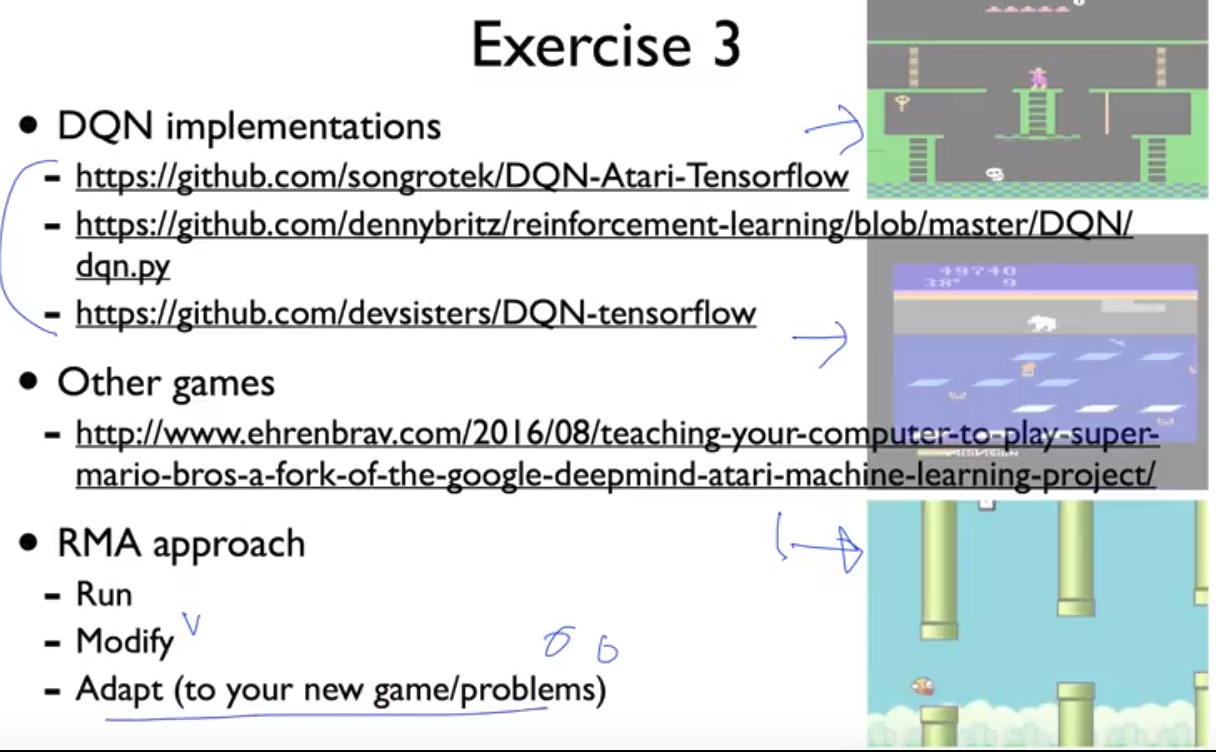 Exercise 3
• DQN implementations
- https://github.com/songrotek/DQN-Atari-Tensorflow
- https://github.com/dennybritz/reinforcement-learning/blob/master/DQN/
dqn.py
- https://github.com/devsisters/DQN-tensorflow
• Other games
- http://www.ehrenbrav.com/2016/08/teaching-your-computer-to-play-super-
mario-bros-a-fork-of-the-google-deepmind-atari-machine-learning-project/
• RMA approach
- Run
- Modify
- Adapt (to your new game/problems)
49740
38° 9